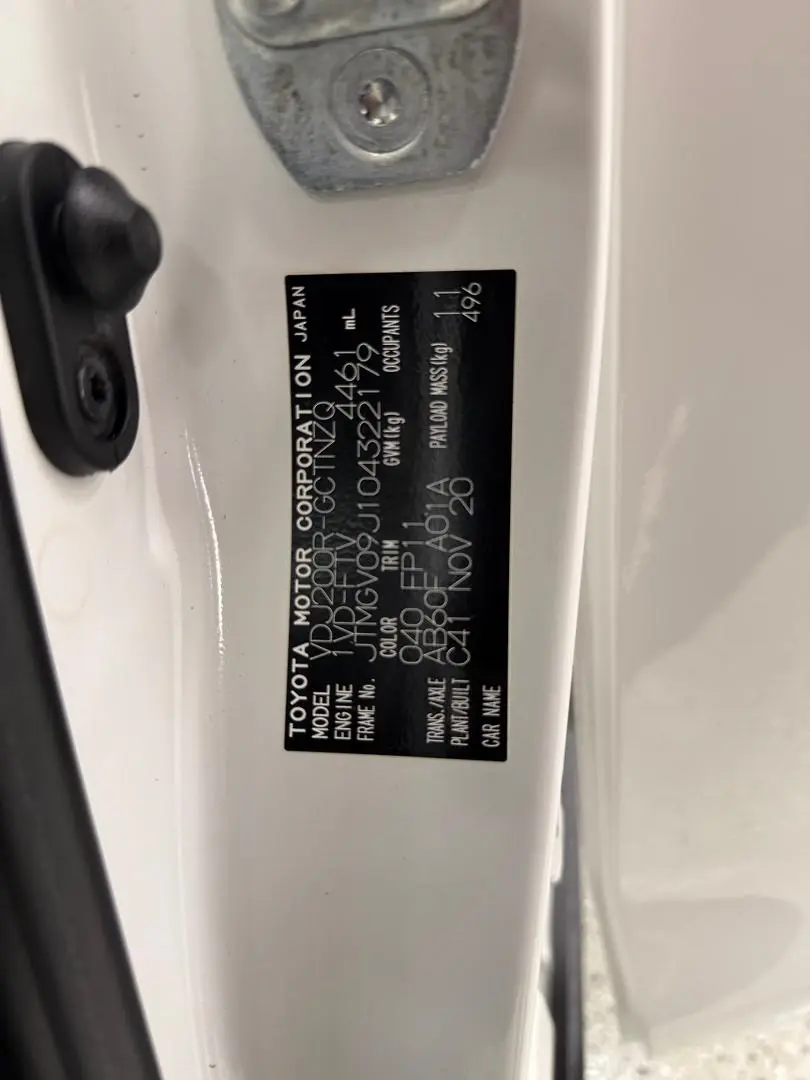 TOYOTA MOTOR CORPORATION JAPAN
MODEL VDJ200R-GCTNZQ
ENGINE 1VD-FTV 4461 mL
FRAME No. JTMGV09J104322179
COLOR TRIM GVM(kg) OCCUPANTS
040 FP11
TRANS./AXLE AB60F A01A PAYLOAD MASS(kg) 11
PLANT/BUILT C41 NOV 20 496
CAR NAME